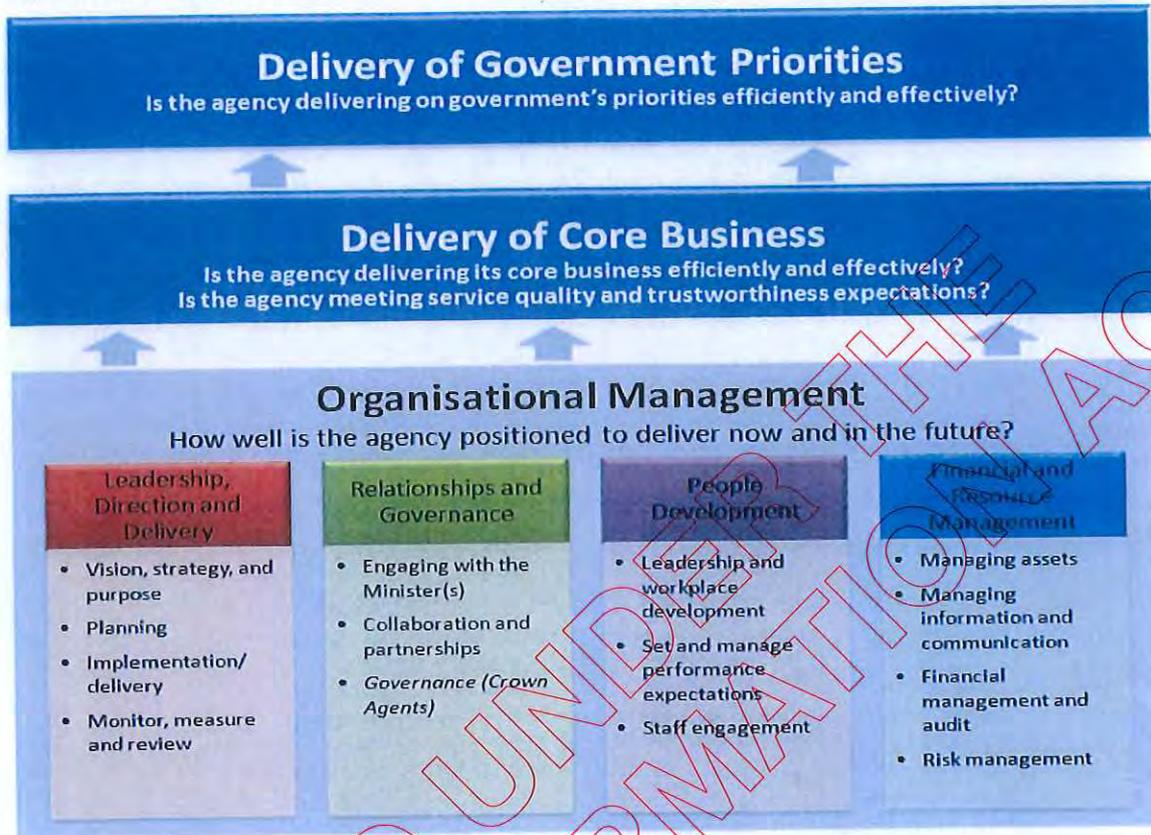 Delivery of Government Priorities
Is the agency delivering on government's priorities efficiently and effectively?
Delivery of Core Business
Is the agency delivering its core business efficiently and effectively?
Is the agency meeting service quality and trustworthiness expectations?
Organisational Management
How well is the agency positioned to deliver now and in the future?
Leadership,
Direction and
Delivery
• Vision, strategy, and
purpose
• Planning
• Implementation/
delivery
• Monitor, measure
and review
Relationships and
Governance
• Engaging with the
Minister(s)
• Collaboration and
partnerships
• Governance (Crown
Agents)
People
Development
• Leadership and
workplace
development
• Set and manage
performance
expectations
• Staff engagement
Financial and
Resource
Management
• Managing assets
• Managing
information and
communication
• Financial
management and
audit
• Risk management
UNDER THE